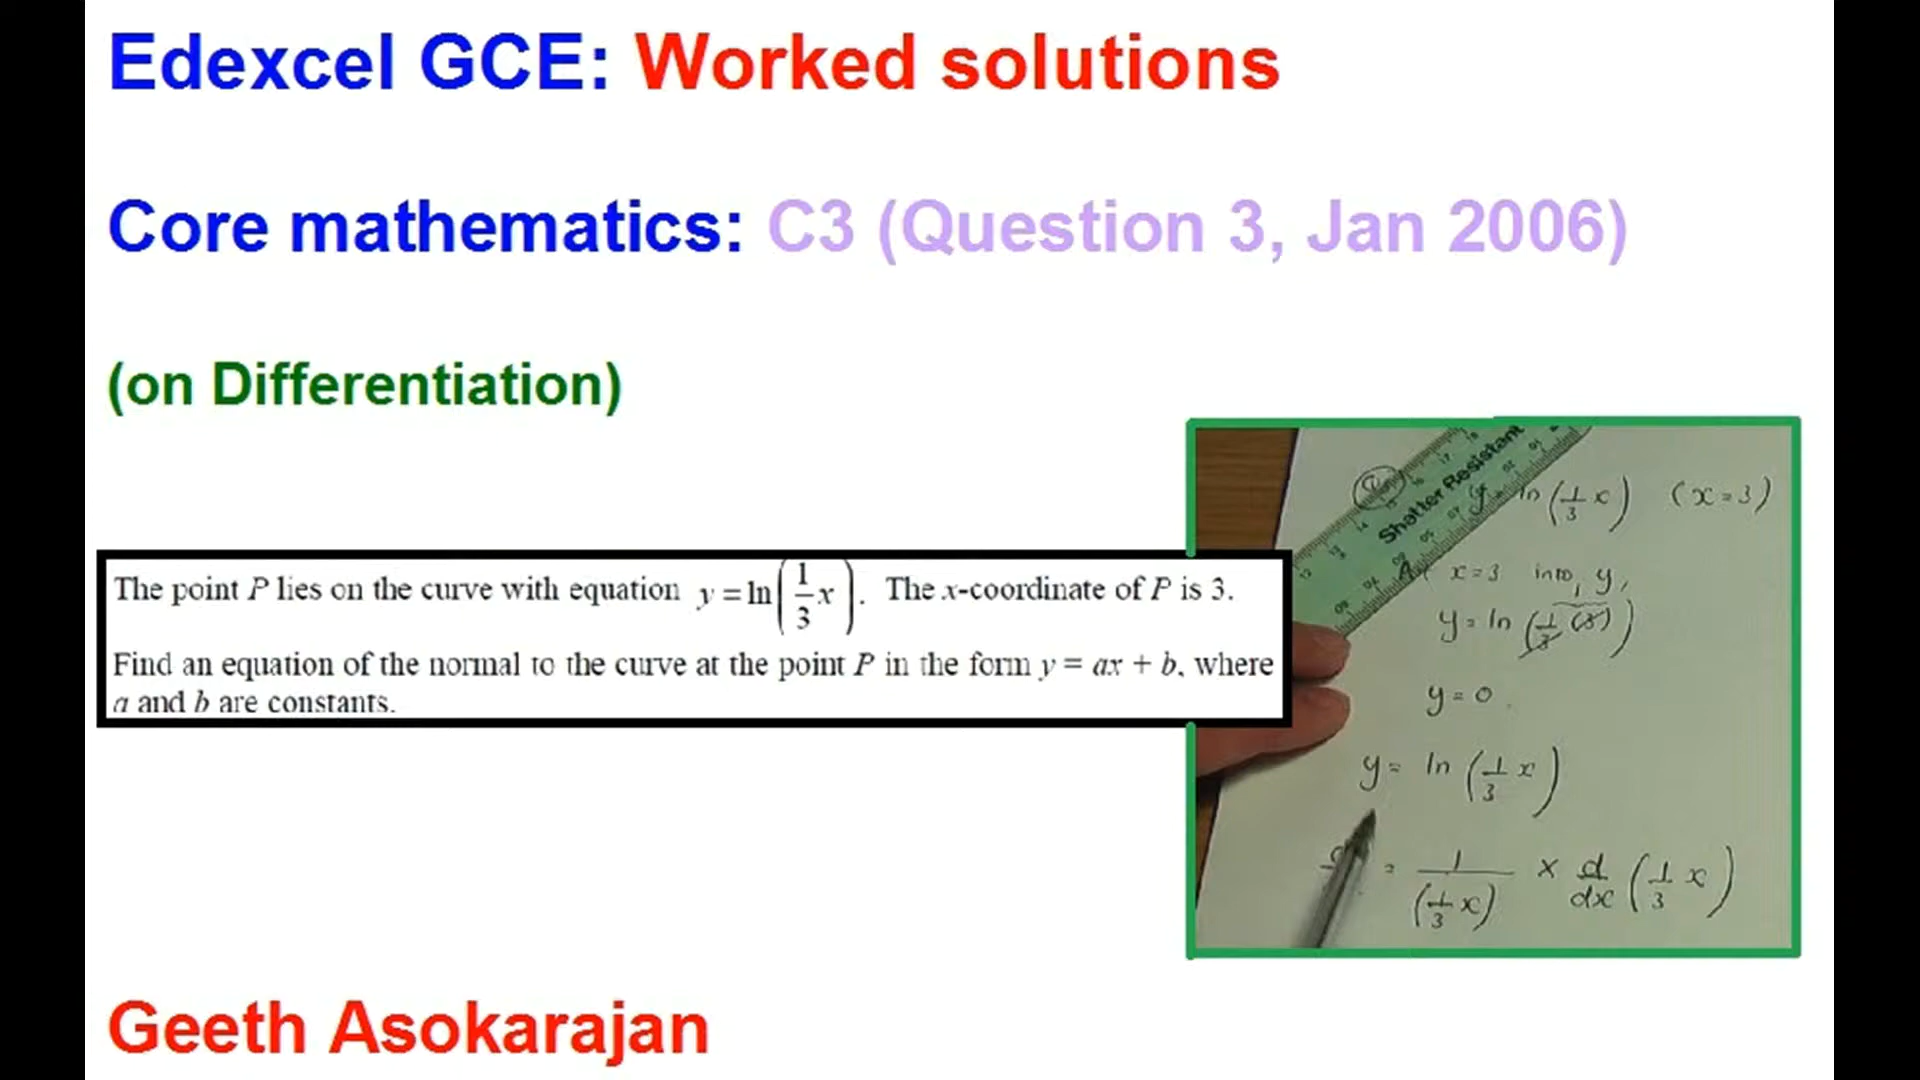 Edexcel GCE: Worked solutions
Core mathematics: C3 (Question 3, Jan 2006)
(on Differentiation)
The point P lies on the curve with equation y = ln(1/3 x). The x-coordinate of P is 3.
Find an equation of the normal to the curve at the point P in the form y = ax + b, where
a and b are constants.
Shatter Resistant
ln (1/3 x) (x = 3)
x = 3 into y,
y = ln (1/3 (3))
y = 0
y = ln (1/3 x)
= 1/(1/3 x) × d/dx (1/3 x)
Geeth Asokarajan